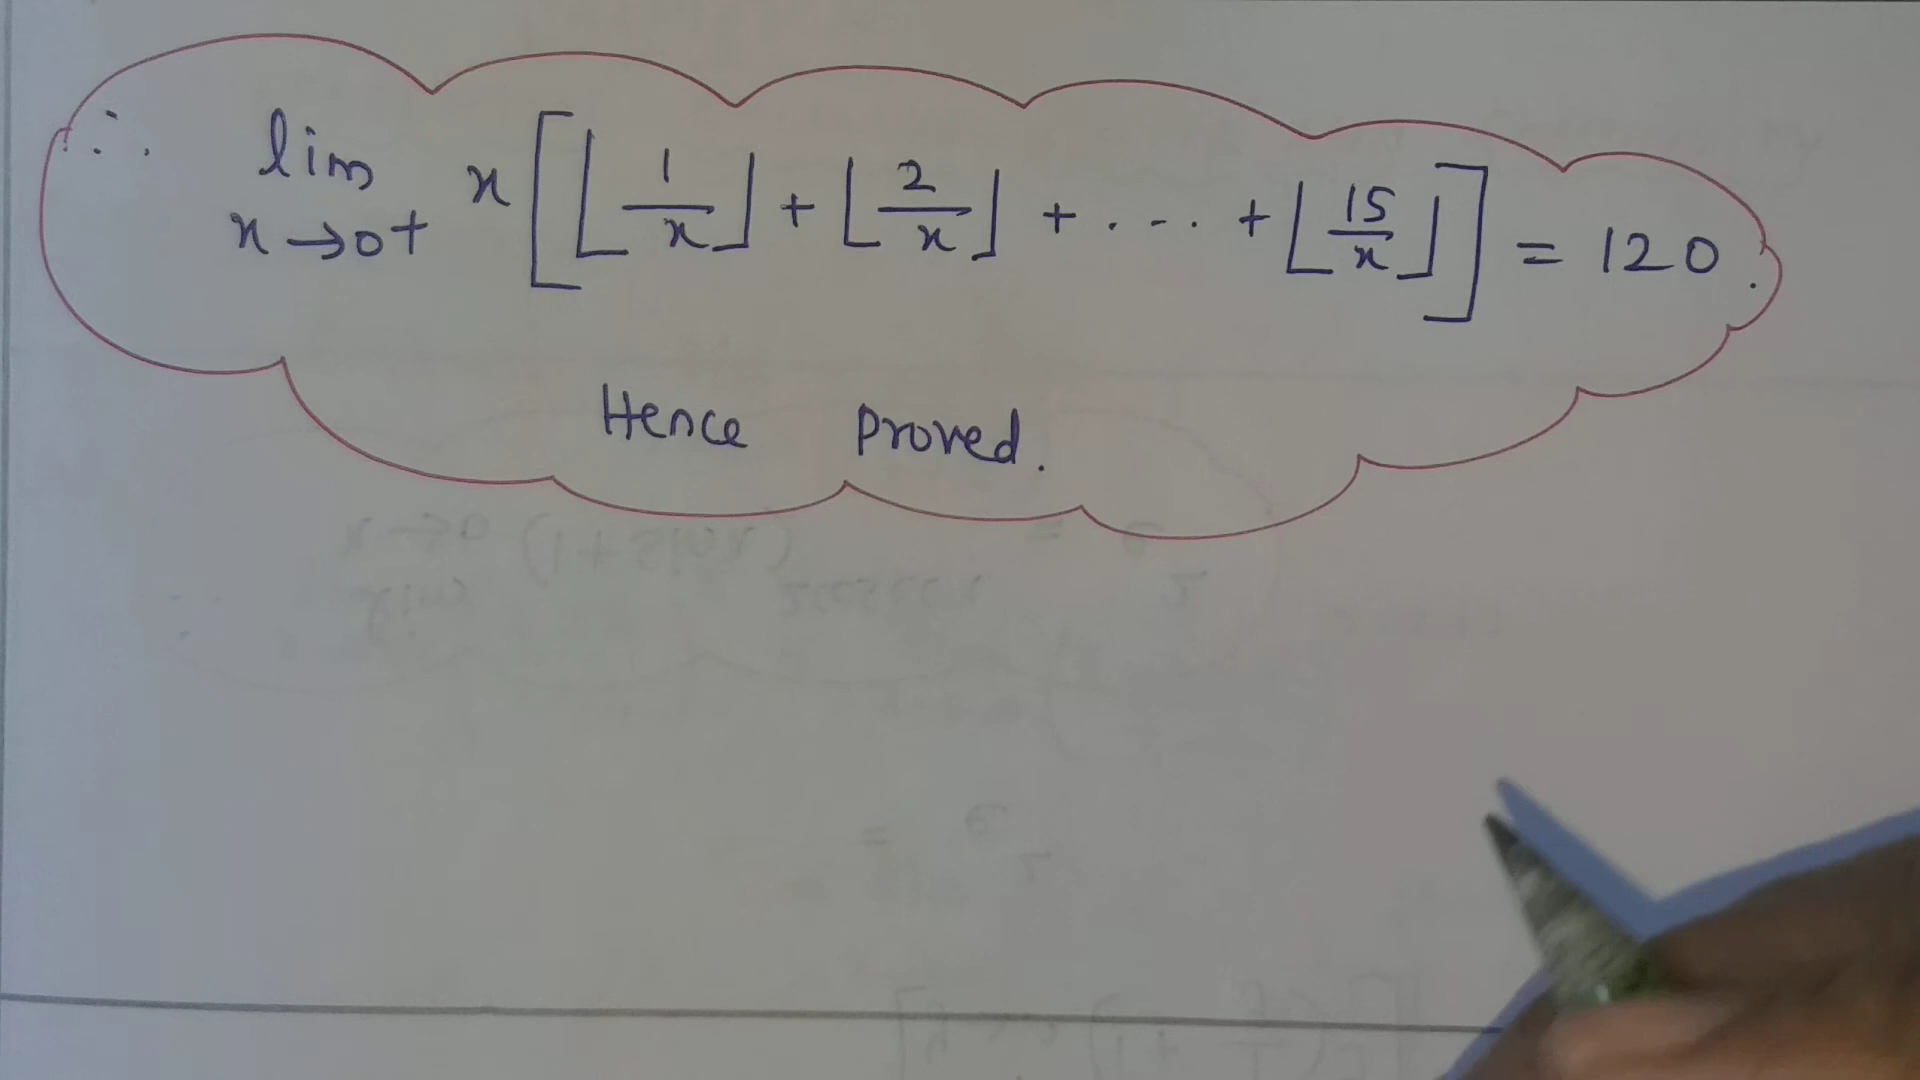 ∴ lim x→0+ x[⌊1/x⌋ + ⌊2/x⌋ + . - - . + ⌊15/x⌋] = 120.
Hence Proved.